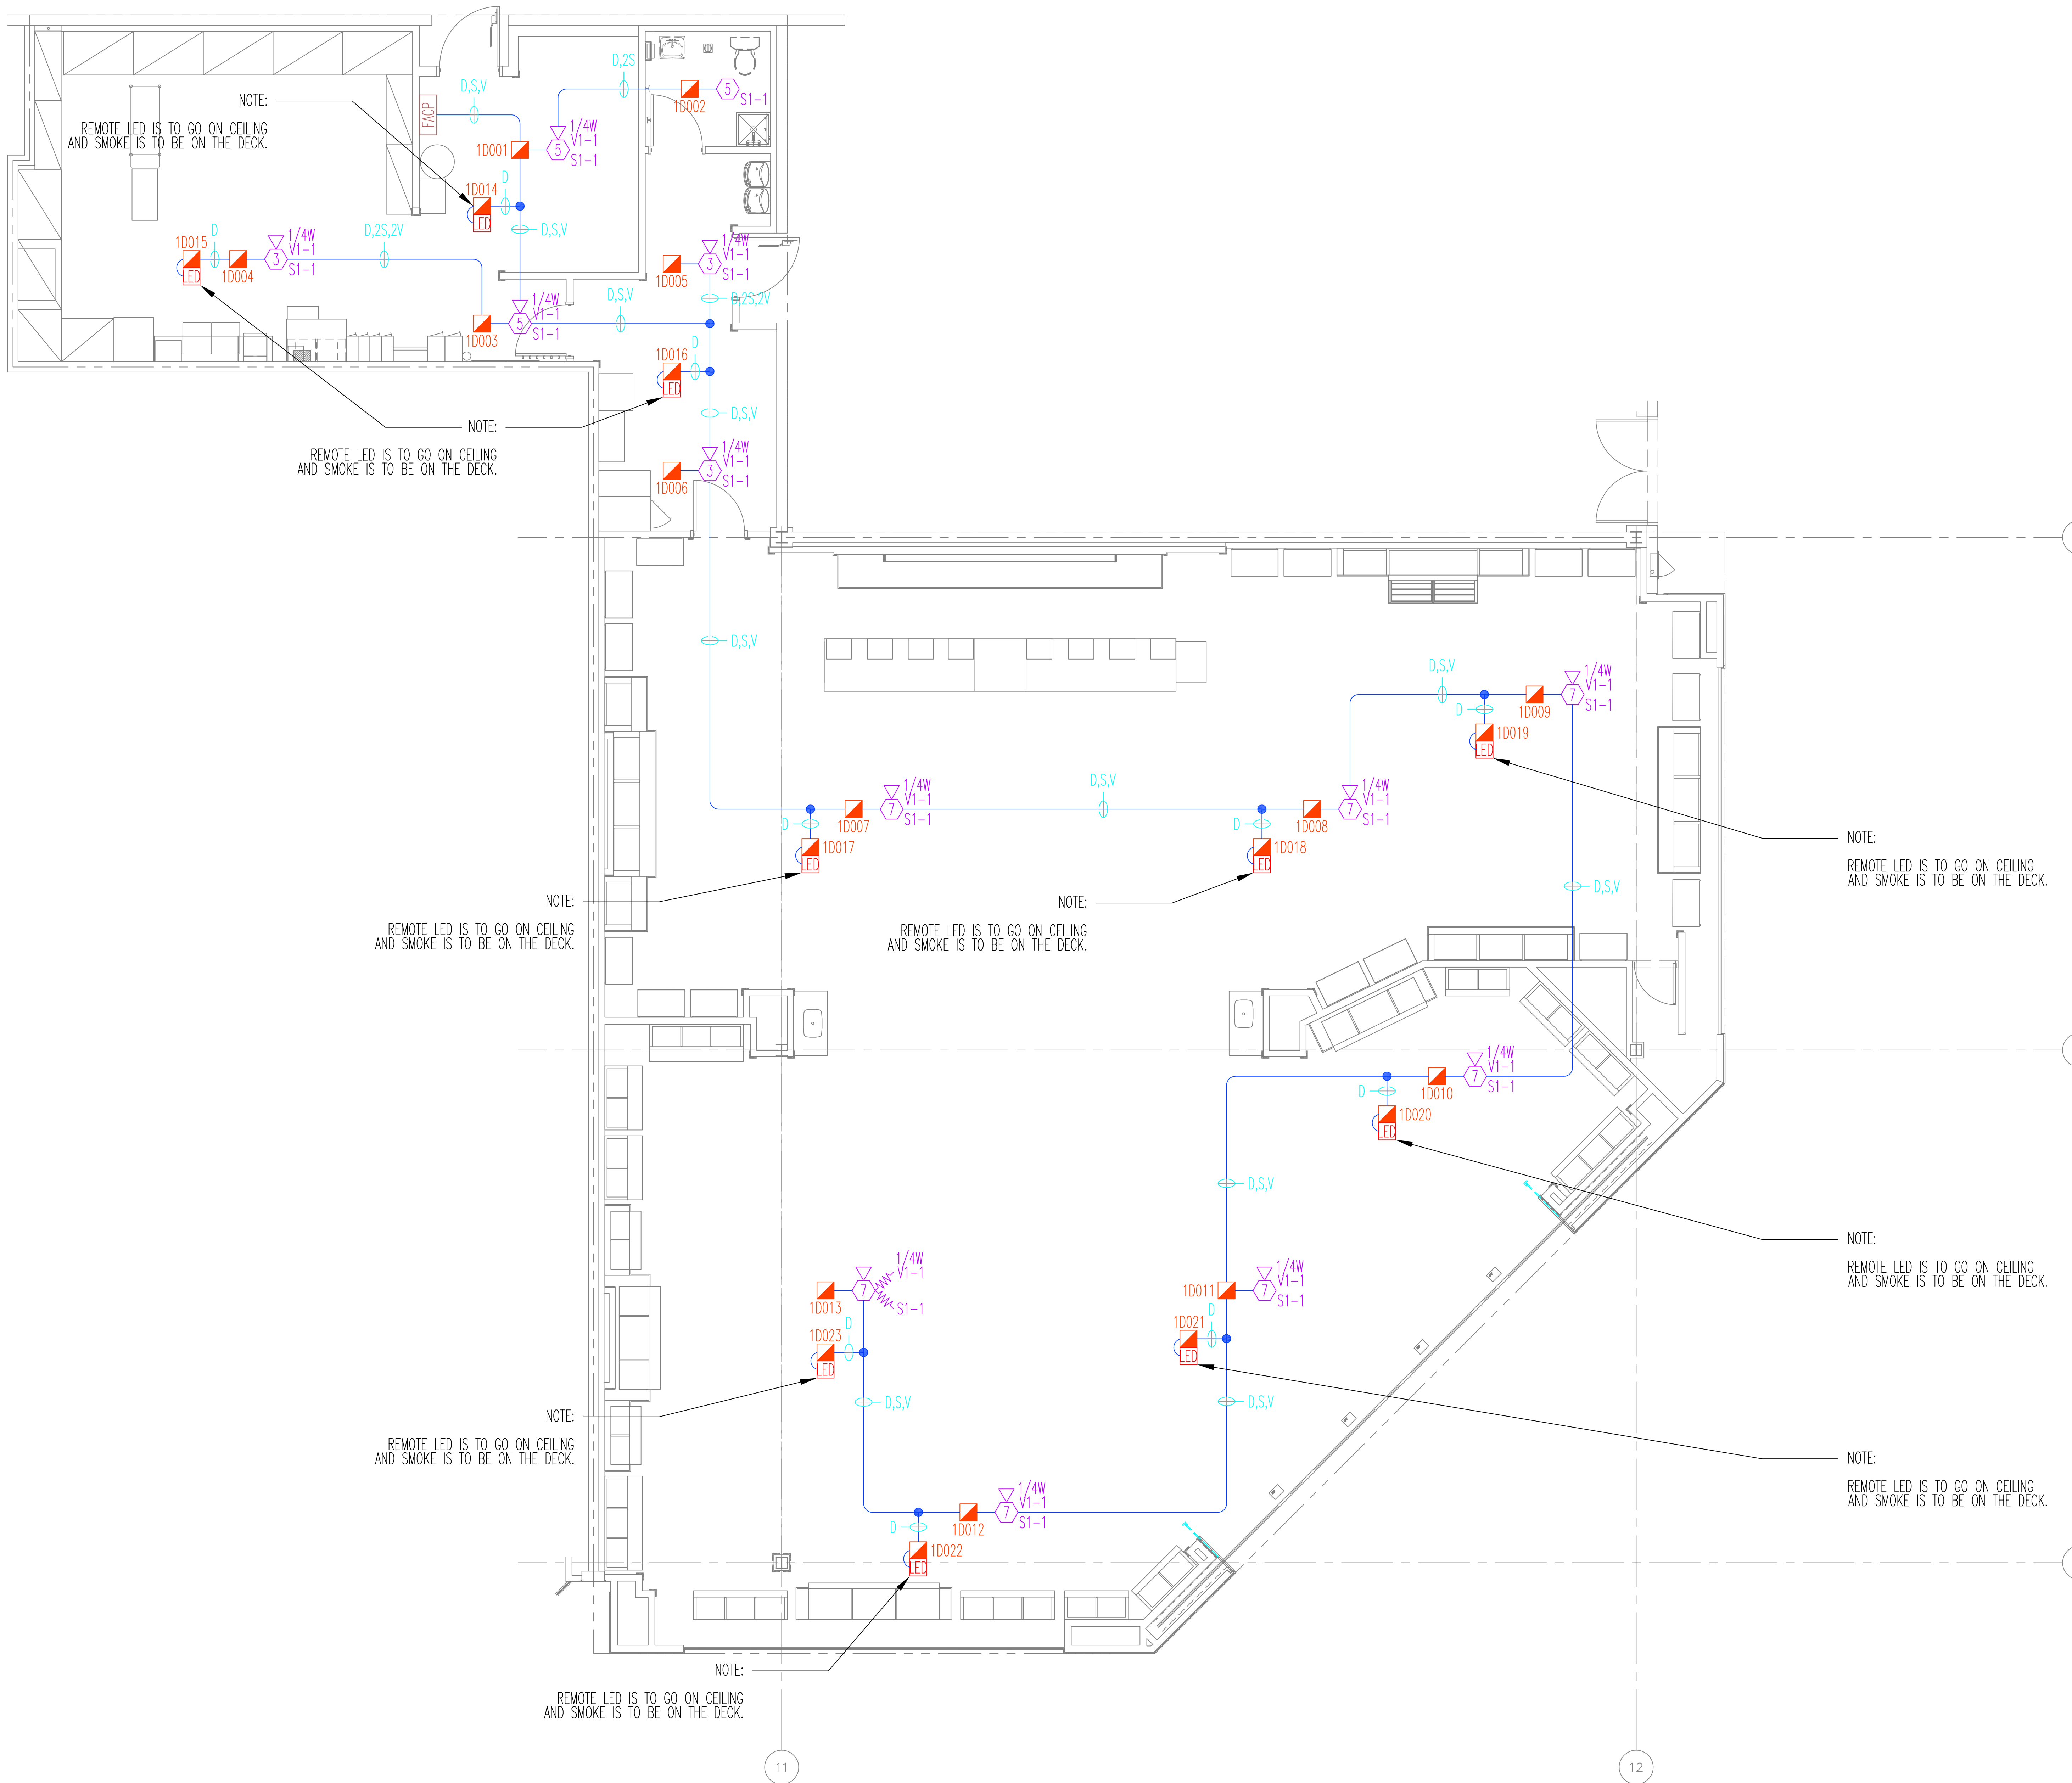 D,2S
D,S,V
NOTE:
REMOTE LED IS TO GO ON CEILING
AND SMOKE IS TO BE ON THE DECK.
FACP
1D002
5
S1-1
1D001
1/4W
V1-1
5
S1-1
1D014
LED
D
D,S,V
1D015
LED
D
1D004
1/4W
V1-1
3
S1-1
D,2S,2V
1D005
1/4W
V1-1
3
S1-1
D,2S,2V
1D003
1/4W
V1-1
5
S1-1
D,S,V
1D016
LED
D
D,S,V
NOTE:
REMOTE LED IS TO GO ON CEILING
AND SMOKE IS TO BE ON THE DECK.
1D006
1/4W
V1-1
3
S1-1
D,S,V
D,S,V
D
1D009
1/4W
V1-1
7
S1-1
1D019
LED
1D007
1/4W
V1-1
7
S1-1
D,S,V
1D008
1/4W
V1-1
7
S1-1
D
1D017
LED
D
1D018
LED
NOTE:
REMOTE LED IS TO GO ON CEILING
AND SMOKE IS TO BE ON THE DECK.
D,S,V
NOTE:
REMOTE LED IS TO GO ON CEILING
AND SMOKE IS TO BE ON THE DECK.
NOTE:
REMOTE LED IS TO GO ON CEILING
AND SMOKE IS TO BE ON THE DECK.
1D010
1/4W
V1-1
7
S1-1
D
1D020
LED
D,S,V
NOTE:
REMOTE LED IS TO GO ON CEILING
AND SMOKE IS TO BE ON THE DECK.
1D013
1/4W
V1-1
7
S1-1
1D011
1/4W
V1-1
7
S1-1
1D023
LED
D
1D021
LED
D
D,S,V
D,S,V
NOTE:
REMOTE LED IS TO GO ON CEILING
AND SMOKE IS TO BE ON THE DECK.
NOTE:
REMOTE LED IS TO GO ON CEILING
AND SMOKE IS TO BE ON THE DECK.
1D012
1/4W
V1-1
7
S1-1
D
1D022
LED
NOTE:
REMOTE LED IS TO GO ON CEILING
AND SMOKE IS TO BE ON THE DECK.
11
12